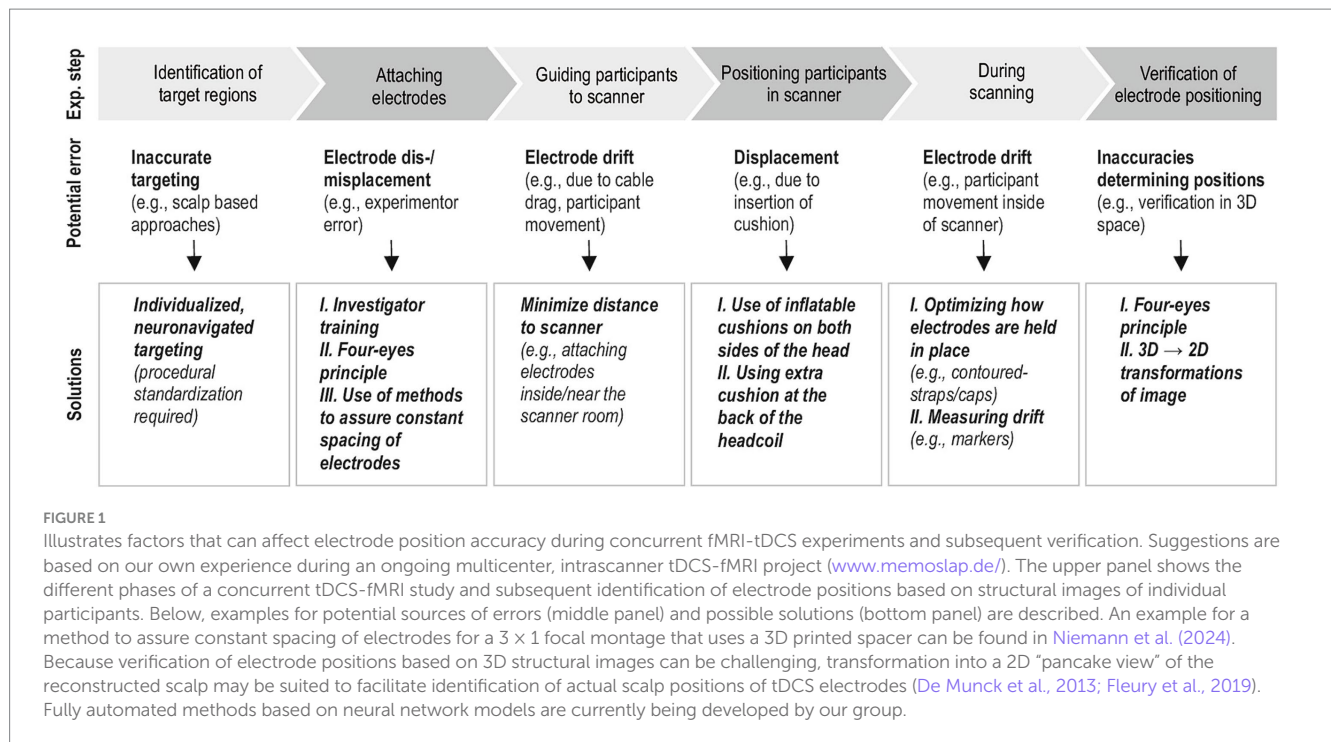 Exp. step
Identification of
target regions
Attaching
electrodes
Guiding participants
to scanner
Positioning participants
in scanner
During
scanning
Verification of
electrode positioning
Potential error
Inaccurate
targeting
(e.g., scalp based
approaches)
Electrode dis-/
misplacement
(e.g., experimentor
error)
Electrode drift
(e.g., due to cable
drag, participant
movement)
Displacement
(e.g., due to
insertion of
cushion)
Electrode drift
(e.g., participant
movement inside
of scanner)
Inaccuracies
determining positions
(e.g., verification in 3D
space)
Solutions
Individualized,
neuronavigated
targeting
(procedural
standardization
required)
I. Investigator
training
II. Four-eyes
principle
III. Use of methods
to assure constant
spacing of
electrodes
Minimize distance
to scanner
(e.g., attaching
electrodes
inside/near the
scanner room)
I. Use of inflatable
cushions on both
sides of the head
II. Using extra
cushion at the
back of the
headcoil
I. Optimizing how
electrodes are held
in place
(e.g., contoured-
straps/caps)
II. Measuring drift
(e.g., markers)
I. Four-eyes
principle
II. 3D → 2D
transformations
of image
FIGURE 1
Illustrates factors that can affect electrode position accuracy during concurrent fMRI-tDCS experiments and subsequent verification. Suggestions are
based on our own experience during an ongoing multicenter, intrascanner tDCS-fMRI project (www.memoslap.de/). The upper panel shows the
different phases of a concurrent tDCS-fMRI study and subsequent identification of electrode positions based on structural images of individual
participants. Below, examples for potential sources of errors (middle panel) and possible solutions (bottom panel) are described. An example for a
method to assure constant spacing of electrodes for a 3 × 1 focal montage that uses a 3D printed spacer can be found in Niemann et al. (2024).
Because verification of electrode positions based on 3D structural images can be challenging, transformation into a 2D “pancake view” of the
reconstructed scalp may be suited to facilitate identification of actual scalp positions of tDCS electrodes (De Munck et al., 2013; Fleury et al., 2019).
Fully automated methods based on neural network models are currently being developed by our group.